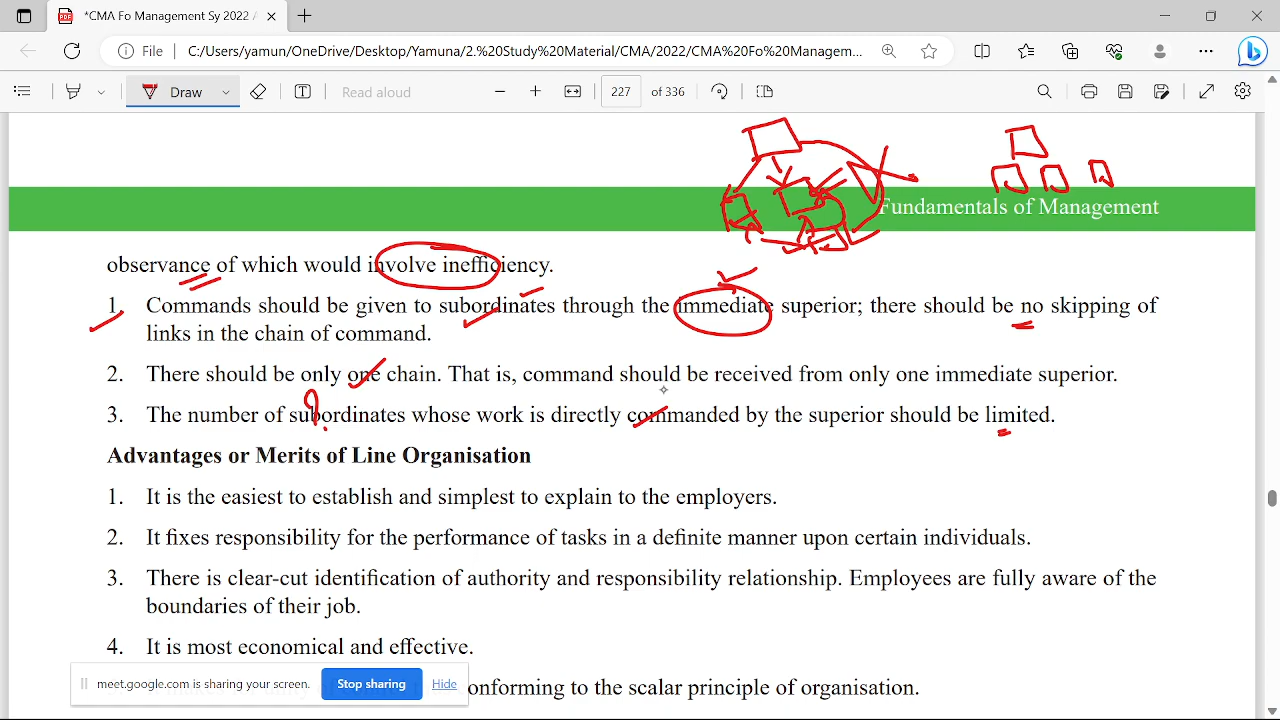 *CMA Fo Management Sy 2022 A
File
C:/Users/yamun/OneDrive/Desktop/Yamuna/2.%20Study%20Material/CMA/2022/CMA%20Fo%20Managem...
Draw
Read aloud
227 of 336
Fundamentals of Management
observance of which would involve inefficiency.
1. Commands should be given to subordinates through the immediate superior; there should be no skipping of
links in the chain of command.
2. There should be only one chain. That is, command should be received from only one immediate superior.
3. The number of subordinates whose work is directly commanded by the superior should be limited.
?
Advantages or Merits of Line Organisation
1. It is the easiest to establish and simplest to explain to the employers.
2. It fixes responsibility for the performance of tasks in a definite manner upon certain individuals.
3. There is clear-cut identification of authority and responsibility relationship. Employees are fully aware of the
boundaries of their job.
4. It is most economical and effective.
meet.google.com is sharing your screen. Stop sharing Hide
conforming to the scalar principle of organisation.